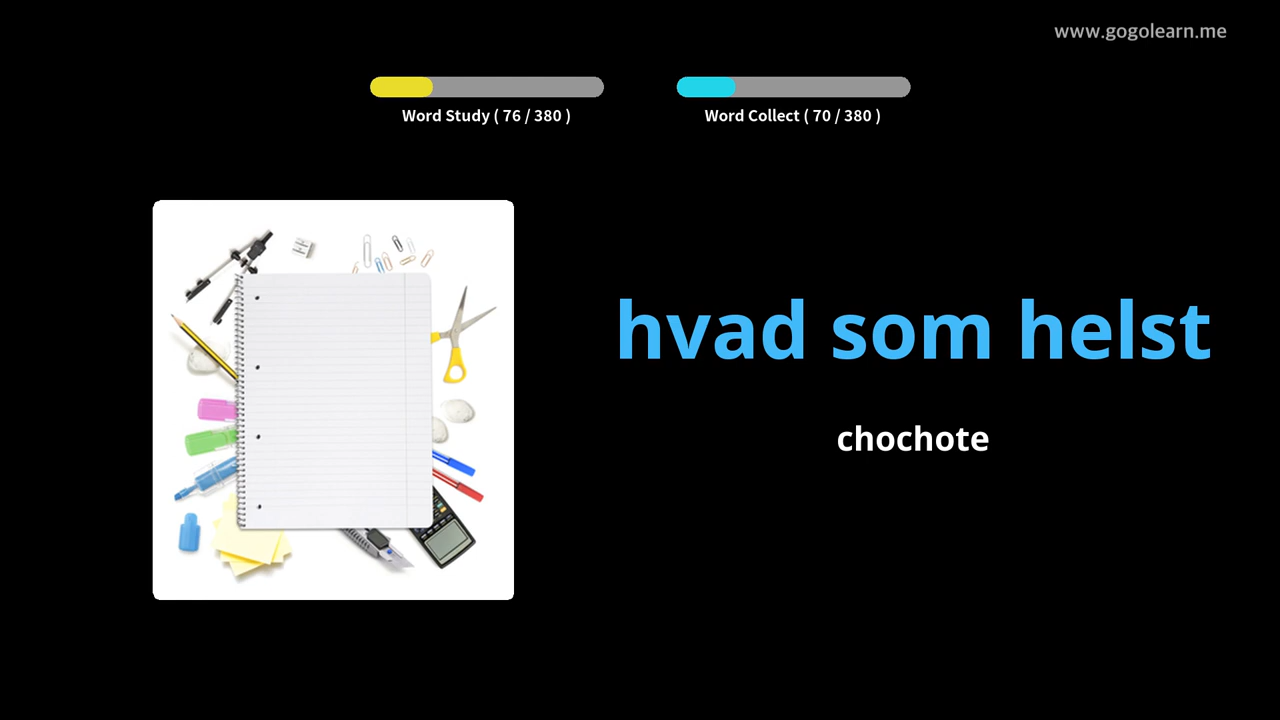 www.gogolearn.me
Word Study ( 76 / 380 )
Word Collect ( 70 / 380 )
hvad som helst
chochote